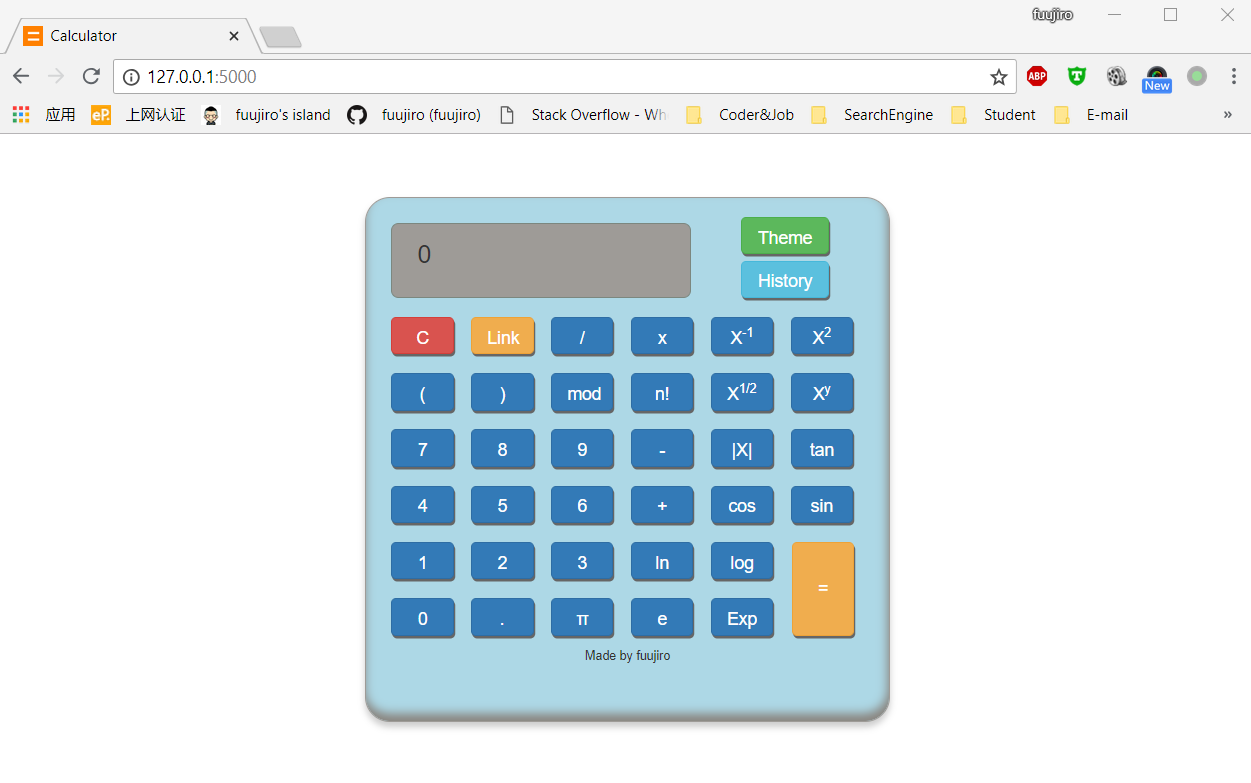 fuujiro
Calculator
127.0.0.1:5000
ABP
T
New
应用
eP.
上网认证
fuujiro's island
fuujiro (fuujiro)
Stack Overflow - Wh
Coder&Job
SearchEngine
Student
E-mail
»
0
Theme
History
C Link / x X-1 X2
( ) mod n! X1/2 Xy
7 8 9 - |X| tan
4 5 6 + cos sin
1 2 3 ln log
=
0 . π e Exp
Made by fuujiro